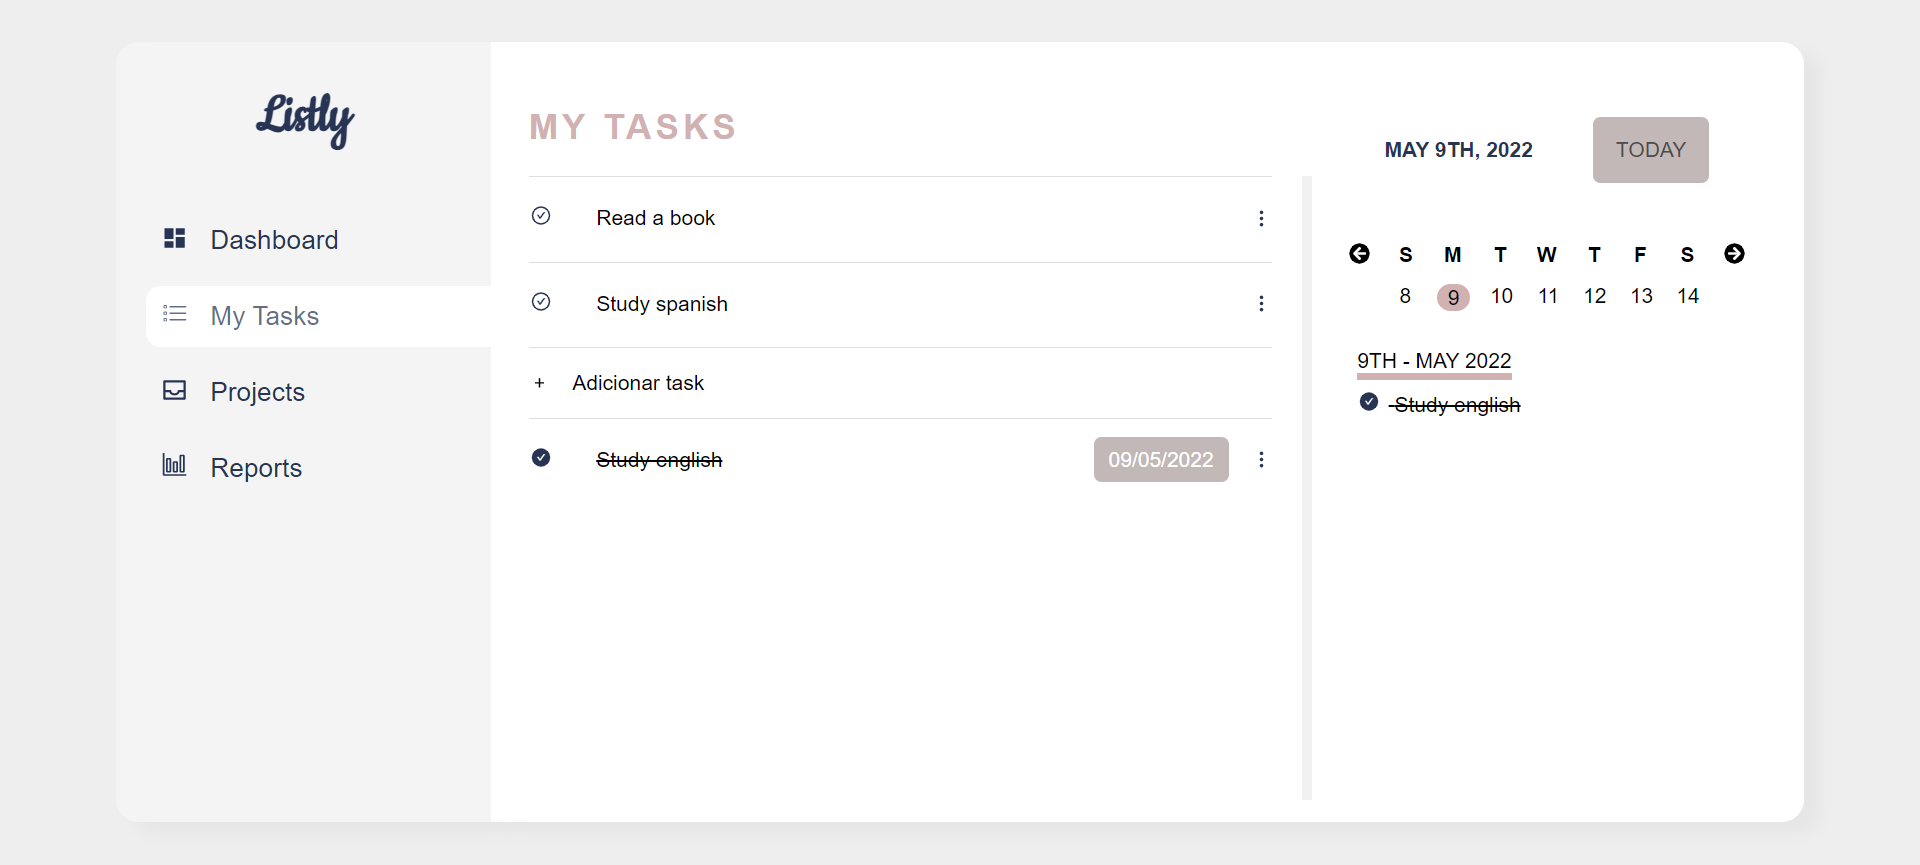 Listly
Dashboard
My Tasks
Projects
Reports
MY TASKS
Read a book
Study spanish
+ Adicionar task
Study english 09/05/2022
MAY 9TH, 2022 TODAY
S M T W T F S
8 9 10 11 12 13 14
9TH - MAY 2022
Study english